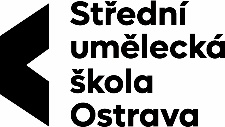 Střední
umělecká
škola
Ostrava